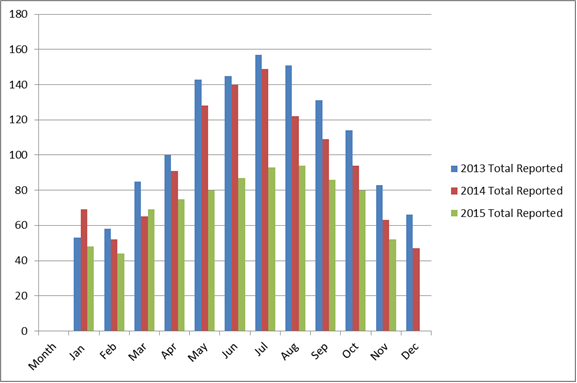 180
160
140
120
100
80
60
40
20
0
Month Jan Feb Mar Apr May Jun Jul Aug Sep Oct Nov Dec
2013 Total Reported
2014 Total Reported
2015 Total Reported